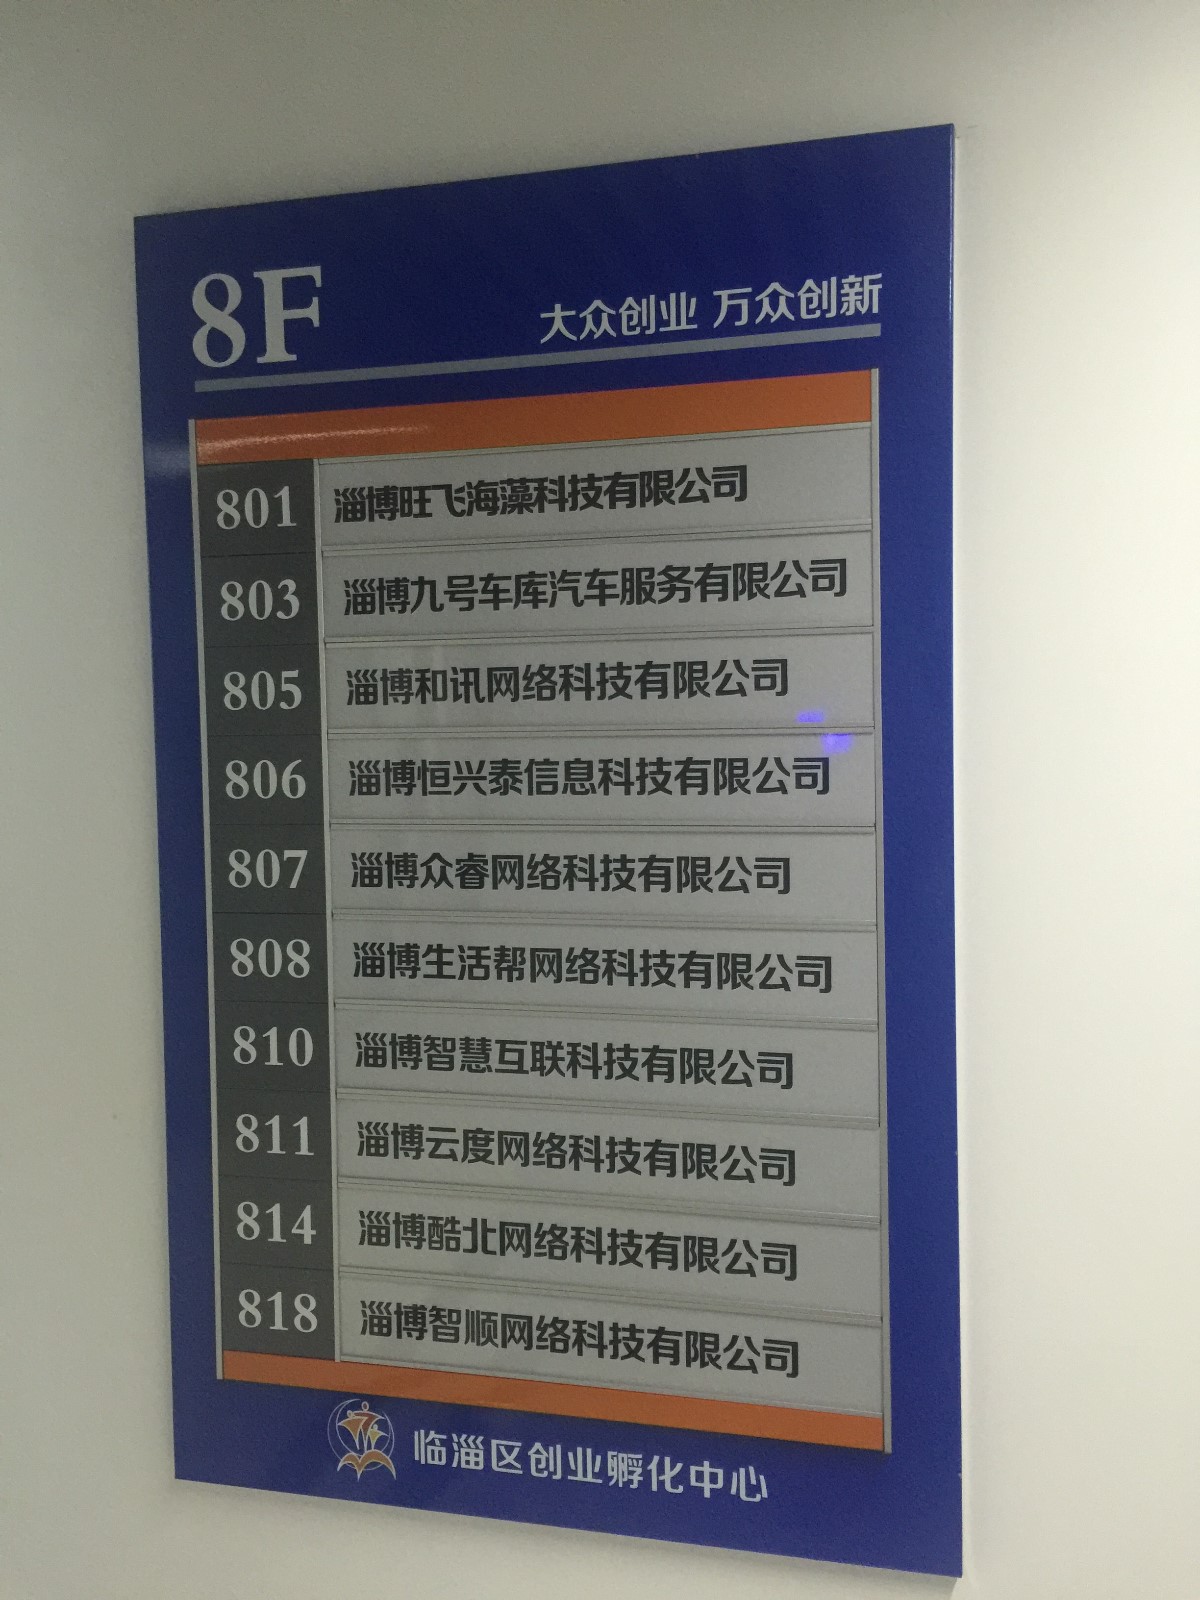 8F
大众创业 万众创新
801 淄博旺飞海藻科技有限公司
803 淄博九号车库汽车服务有限公司
805 淄博和讯网络科技有限公司
806 淄博恒兴泰信息科技有限公司
807 淄博众睿网络科技有限公司
808 淄博生活帮网络科技有限公司
810 淄博智慧互联科技有限公司
811 淄博云度网络科技有限公司
814 淄博酷北网络科技有限公司
818 淄博智顺网络科技有限公司
临淄区创业孵化中心